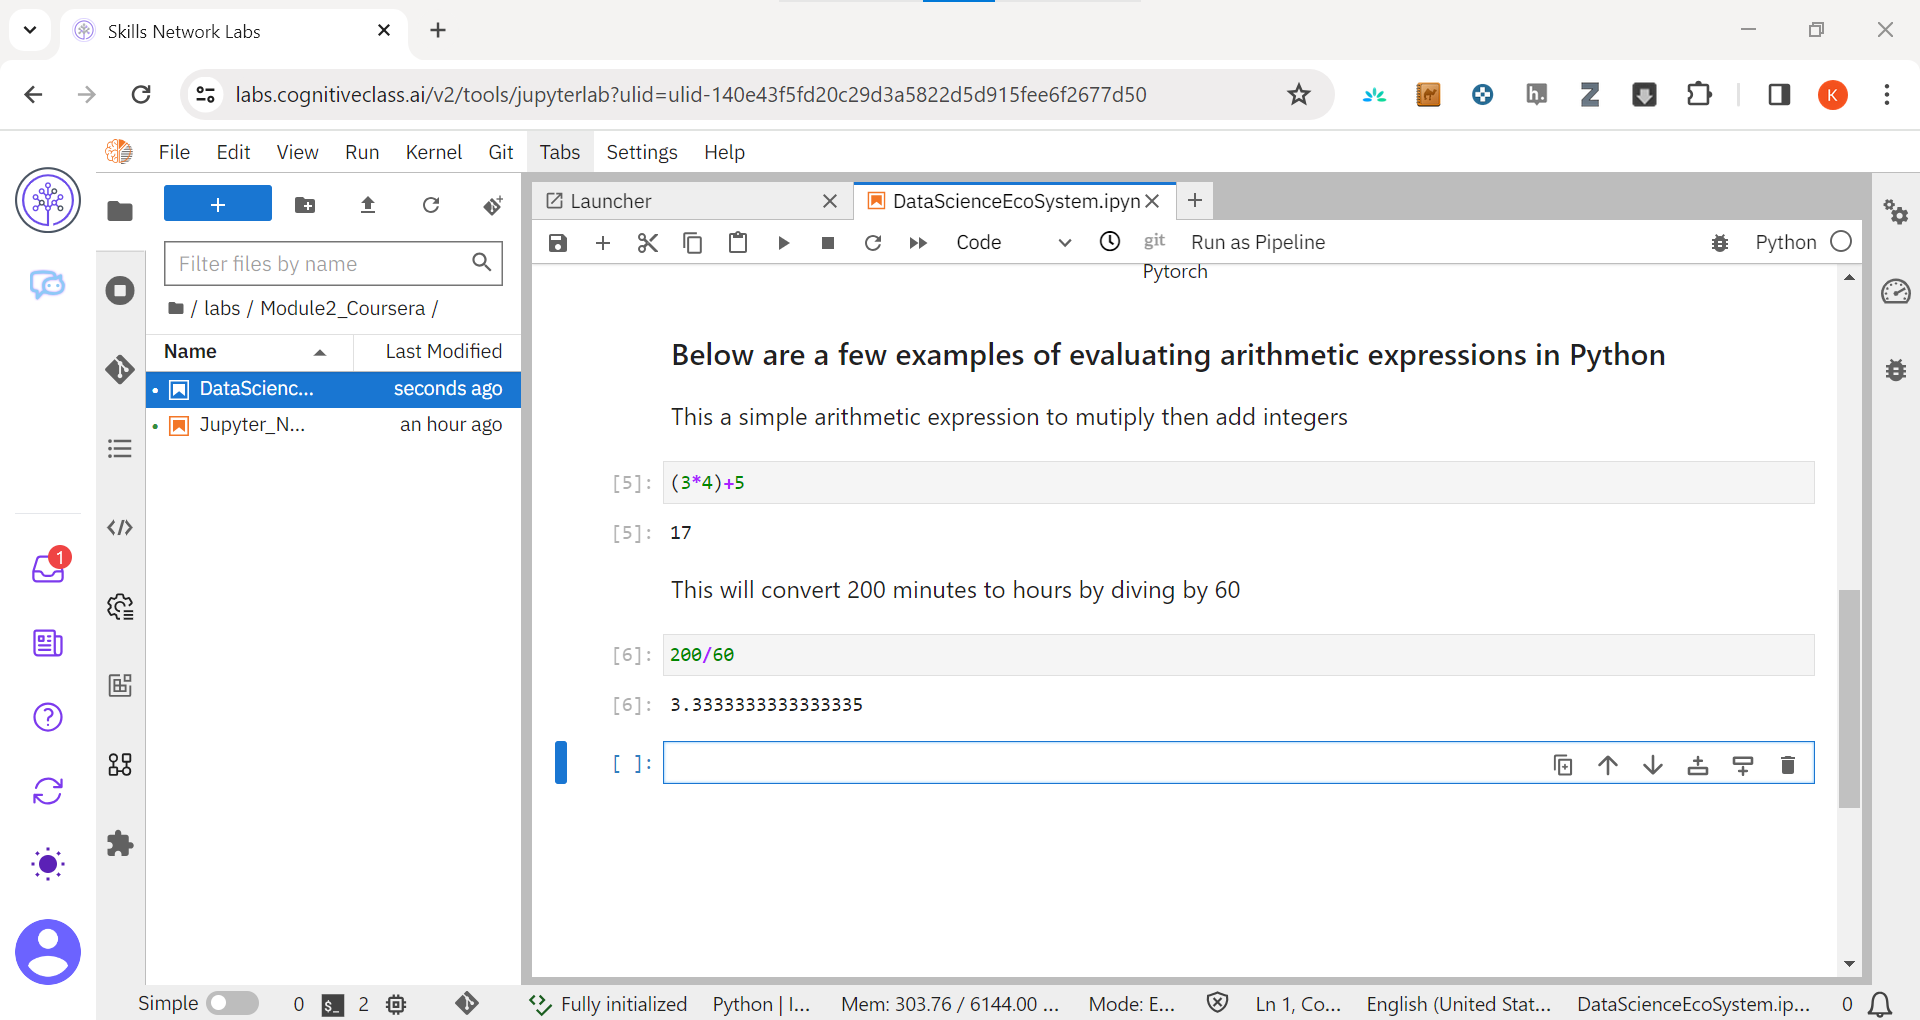 Skills Network Labs
labs.cognitiveclass.ai/v2/tools/jupyterlab?ulid=ulid-140e43f5fd20c29d3a5822d5d915fee6f2677d50
h.
Z
K
File Edit View Run Kernel Git Tabs Settings Help
+
Launcher
DataScienceEcoSystem.ipyn
Filter files by name
Code
git
Run as Pipeline
Python
/ labs / Module2_Coursera /
Name
Last Modified
DataScienc...
seconds ago
Jupyter_N...
an hour ago
Pytorch
Below are a few examples of evaluating arithmetic expressions in Python
This a simple arithmetic expression to mutiply then add integers
[5]: (3*4)+5
[5]: 17
This will convert 200 minutes to hours by diving by 60
[6]: 200/60
[6]: 3.3333333333333335
[ ]:
1
</>
?
Simple 0 $_ 2 Fully initialized Python | I... Mem: 303.76 / 6144.00 ... Mode: E... Ln 1, Co... English (United Stat... DataScienceEcoSystem.ip... 0